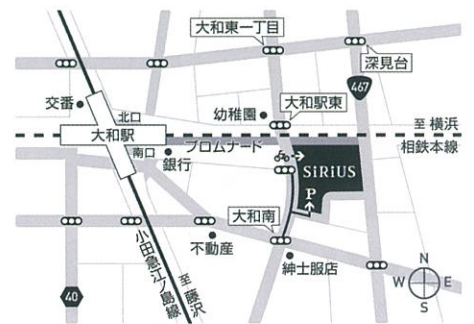 大和東一丁目
深見台
467
交番
北口
幼稚園
大和駅東
至 横浜
大和駅
相鉄本線
南口
プロムナード
銀行
SiRiUS
P
大和南
不動産
紳士服店
小田急江ノ島線
至 藤沢
40
N
W
E
S